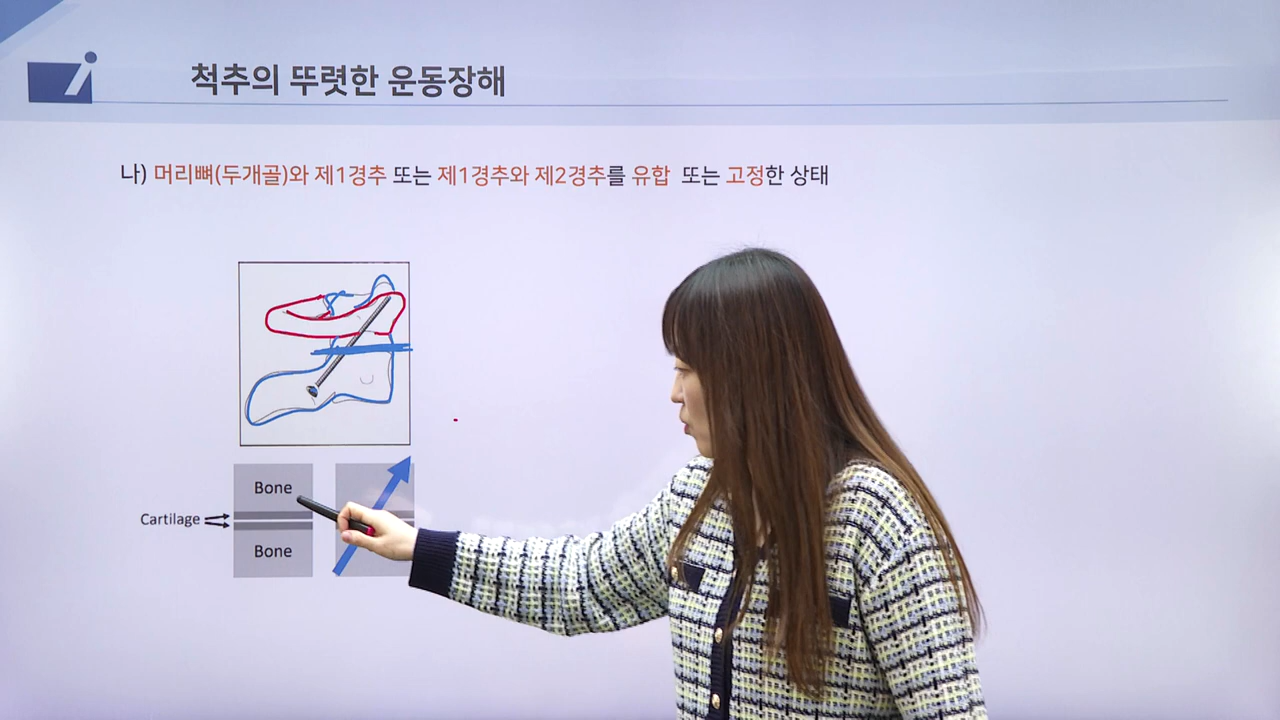 척추의 뚜렷한 운동장해
나) 머리뼈(두개골)와 제1경추 또는 제1경추와 제2경추를 유합 또는 고정한 상태
Bone
Cartilage
Bone